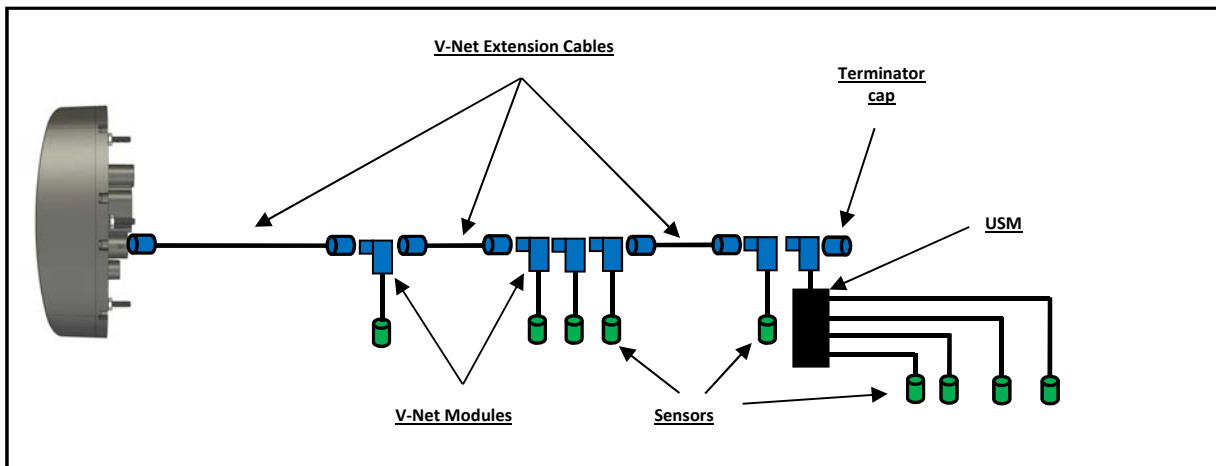 V-Net Extension Cables
Terminator
cap
USM
V-Net Modules
Sensors